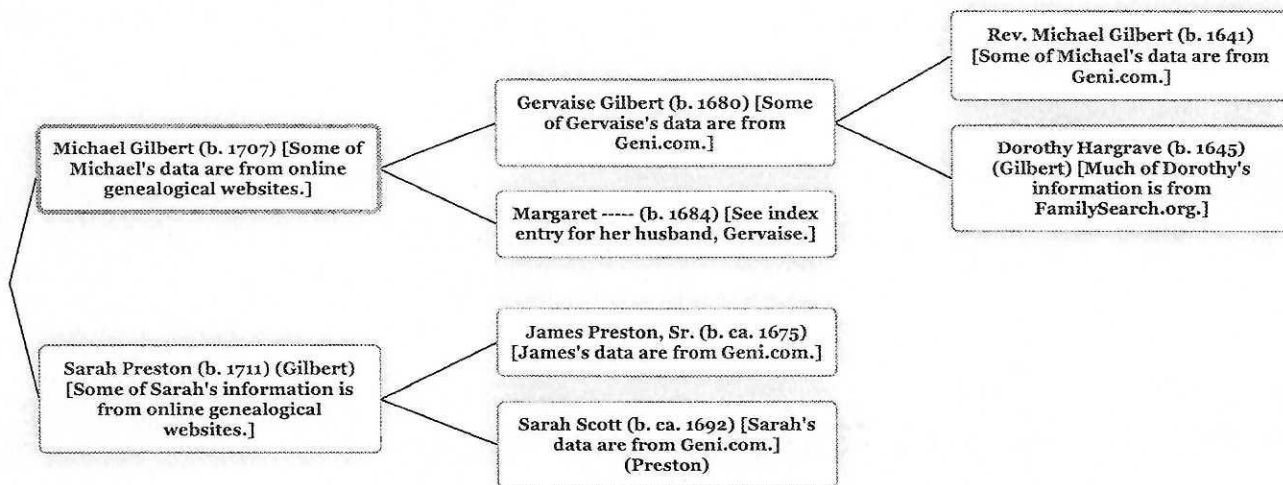 Rev. Michael Gilbert (b. 1641)
[Some of Michael's data are from
Geni.com.]
Gervaise Gilbert (b. 1680) [Some
of Gervaise's data are from
Geni.com.]
Michael Gilbert (b. 1707) [Some of
Michael's data are from online
genealogical websites.]
Dorothy Hargrave (b. 1645)
(Gilbert) [Much of Dorothy's
information is from
FamilySearch.org.]
Margaret ----- (b. 1684) [See index
entry for her husband, Gervaise.]
James Preston, Sr. (b. ca. 1675)
[James's data are from Geni.com.]
Sarah Preston (b. 1711) (Gilbert)
[Some of Sarah's information is
from online genealogical
websites.]
Sarah Scott (b. ca. 1692) [Sarah's
data are from Geni.com.]
(Preston)